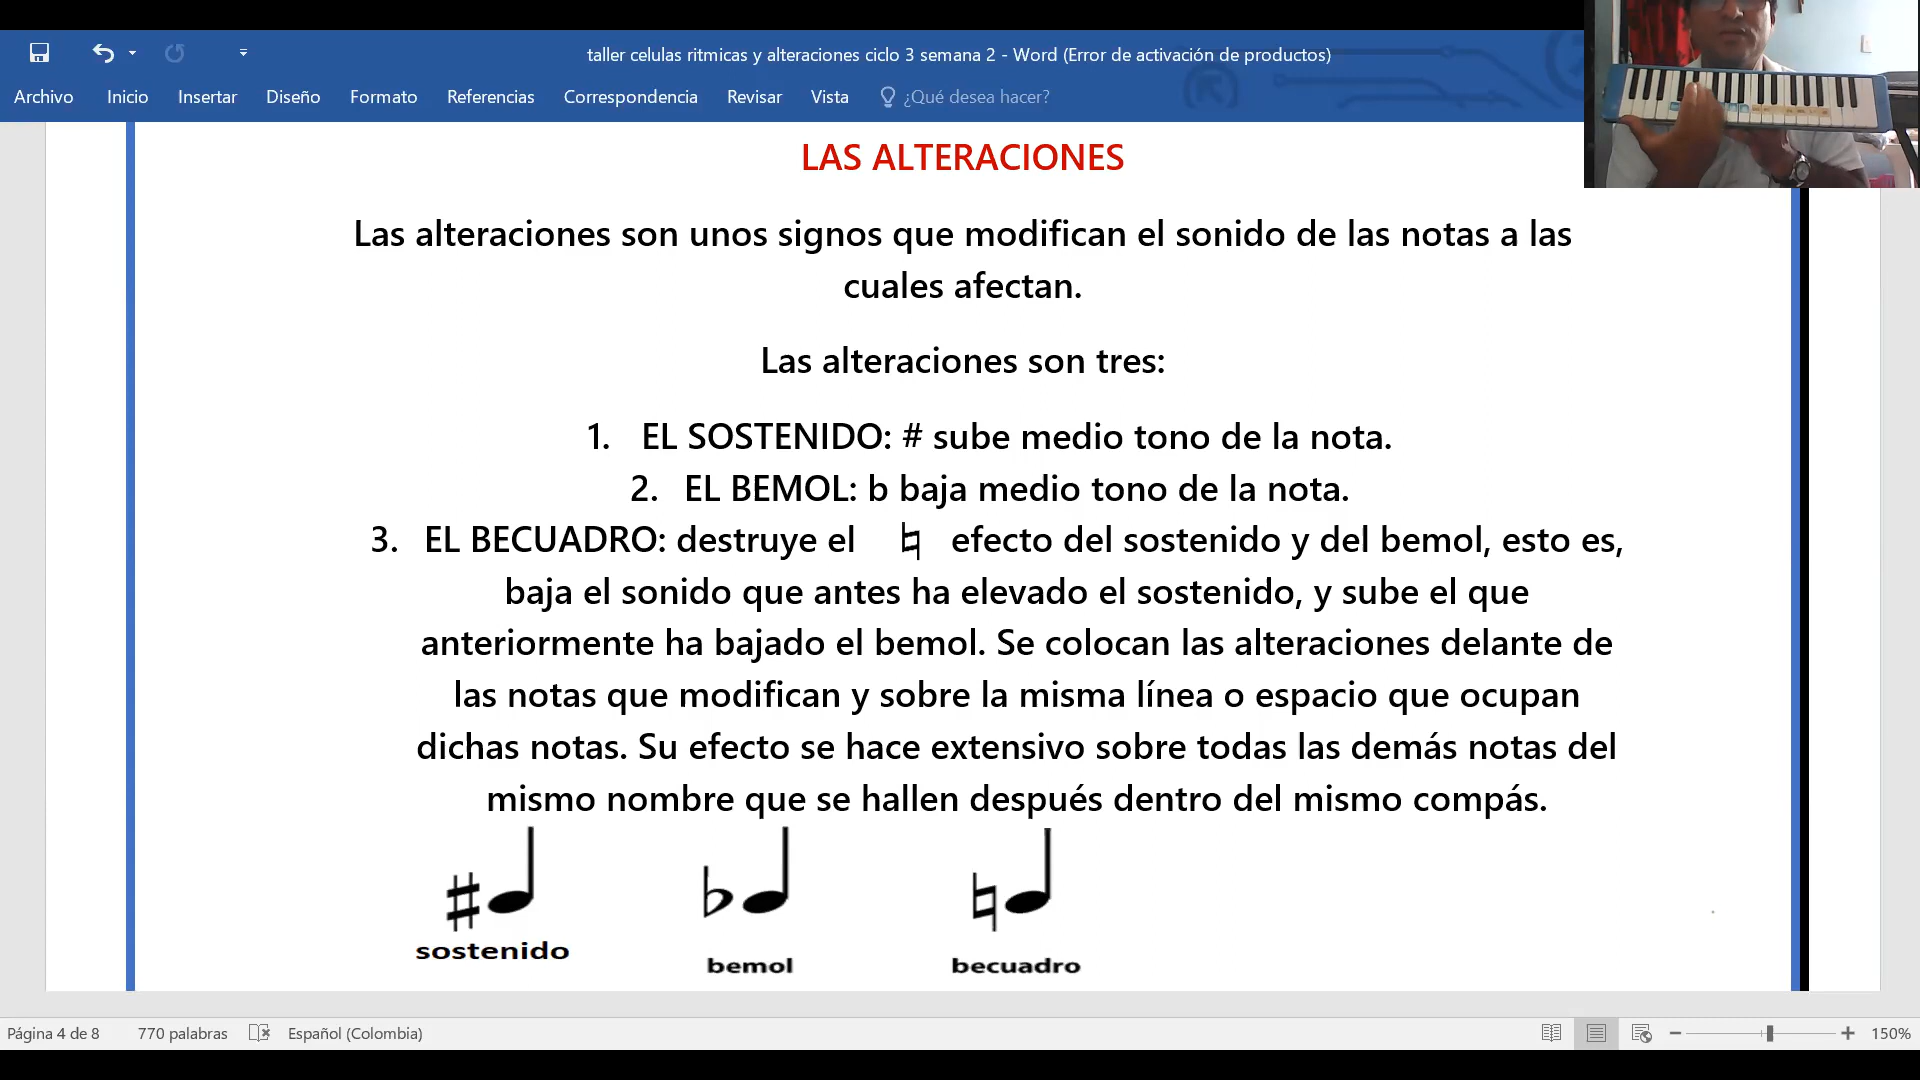 taller celulas ritmicas y alteraciones ciclo 3 semana 2 - Word (Error de activación de productos)
Archivo Inicio Insertar Diseño Formato Referencias Correspondencia Revisar Vista ¿Qué desea hacer?
LAS ALTERACIONES
Las alteraciones son unos signos que modifican el sonido de las notas a las
cuales afectan.
Las alteraciones son tres:
1. EL SOSTENIDO: # sube medio tono de la nota.
2. EL BEMOL: b baja medio tono de la nota.
3. EL BECUADRO: destruye el ♮ efecto del sostenido y del bemol, esto es,
baja el sonido que antes ha elevado el sostenido, y sube el que
anteriormente ha bajado el bemol. Se colocan las alteraciones delante de
las notas que modifican y sobre la misma línea o espacio que ocupan
dichas notas. Su efecto se hace extensivo sobre todas las demás notas del
mismo nombre que se hallen después dentro del mismo compás.
sostenido bemol becuadro
Página 4 de 8 770 palabras Español (Colombia) 150%